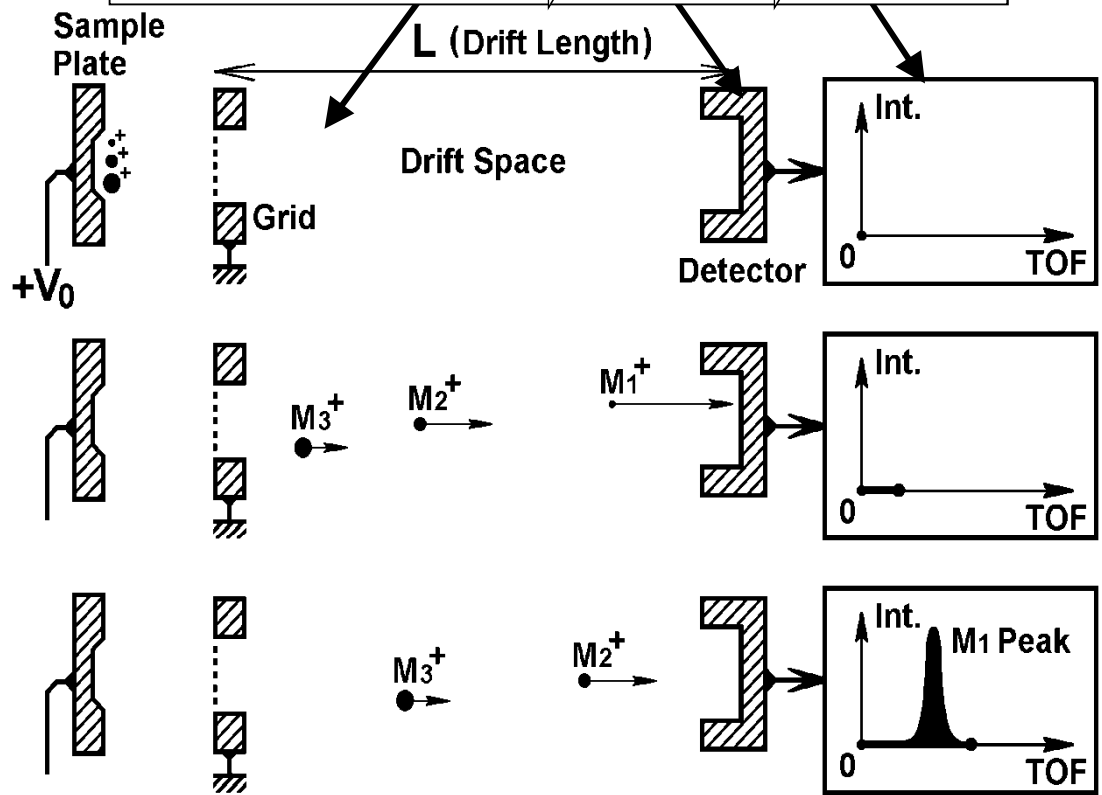 Sample
Plate
L (Drift Length)
Int.
+
+
+
Drift Space
Grid
Detector
0
TOF
+V0
Int.
M1+
M2+
M3+
0
TOF
Int.
M1 Peak
M2+
M3+
0
TOF